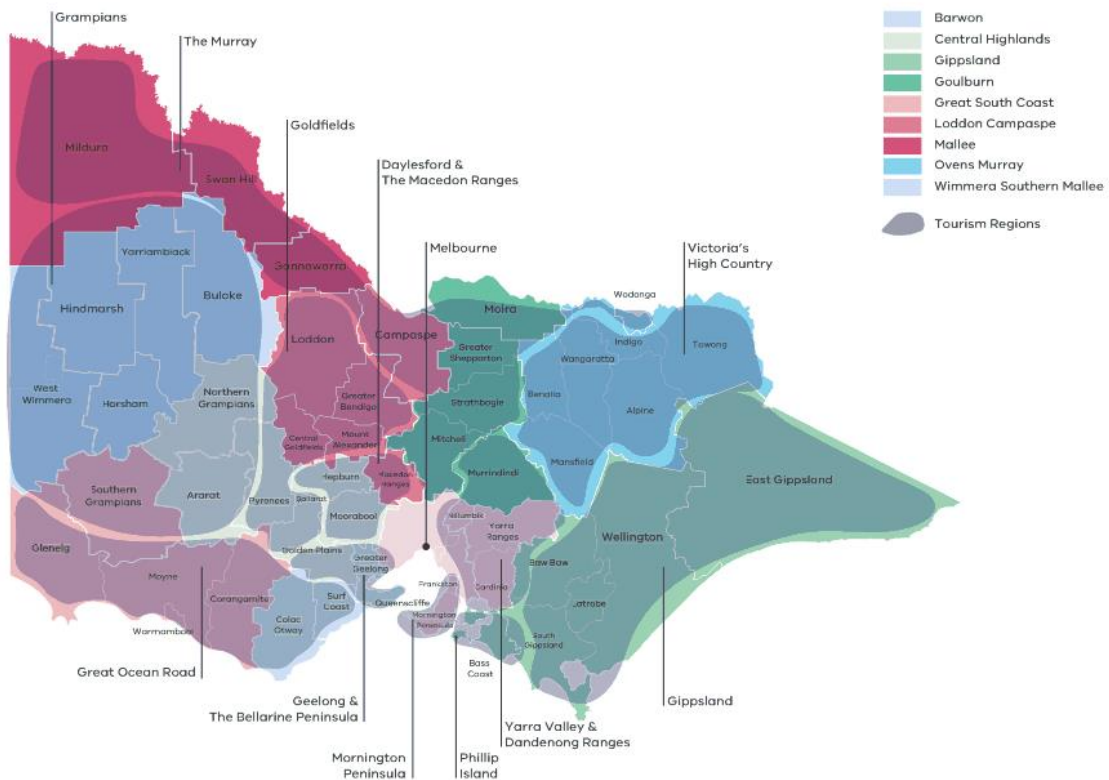 Grampians
The Murray
Goldfields
Daylesford &
The Macedon Ranges
Melbourne
Victoria's
High Country
Barwon
Central Highlands
Gippsland
Goulburn
Great South Coast
Loddon Campaspe
Mallee
Ovens Murray
Wimmera Southern Mallee
Tourism Regions
Mildura
Swan Hill
Gannawarra
Yarriambiack
Hindmarsh
Buloke
Loddon
Campaspe
Moira
Wodonga
Greater
Shepparton
Wangaratta
Indigo
Towong
West
Wimmera
Horsham
Northern
Grampians
Greater
Bendigo
Strathbogie
Benalla
Alpine
Central
Goldfields
Mount
Alexander
Mitchell
Mansfield
Murrindindi
East Gippsland
Southern
Grampians
Ararat
Pyrenees
Ballarat
Hepburn
Macedon
Ranges
Moorabool
Nillumbik
Yarra
Ranges
Wellington
Glenelg
Moyne
Corangamite
Golden Plains
Greater
Geelong
Baw Baw
Cardinia
Frankston
Latrobe
Warrnambool
Colac
Otway
Surf
Coast
Queenscliffe
Mornington
Peninsula
South
Gippsland
Bass
Coast
Great Ocean Road
Geelong &
The Bellarine Peninsula
Mornington
Peninsula
Phillip
Island
Yarra Valley &
Dandenong Ranges
Gippsland